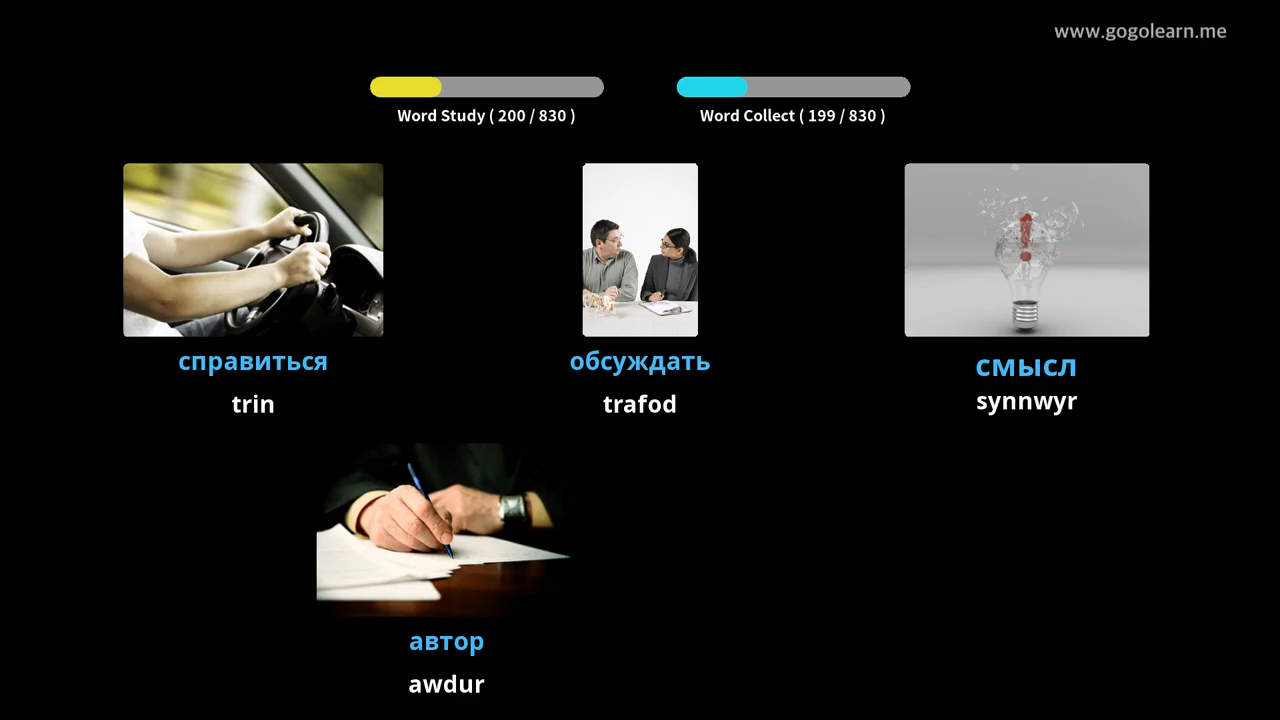 www.gogolearn.me
Word Study ( 200 / 830 )
Word Collect ( 199 / 830 )
справиться
trin
обсуждать
trafod
смысл
synnwyr
автор
awdur